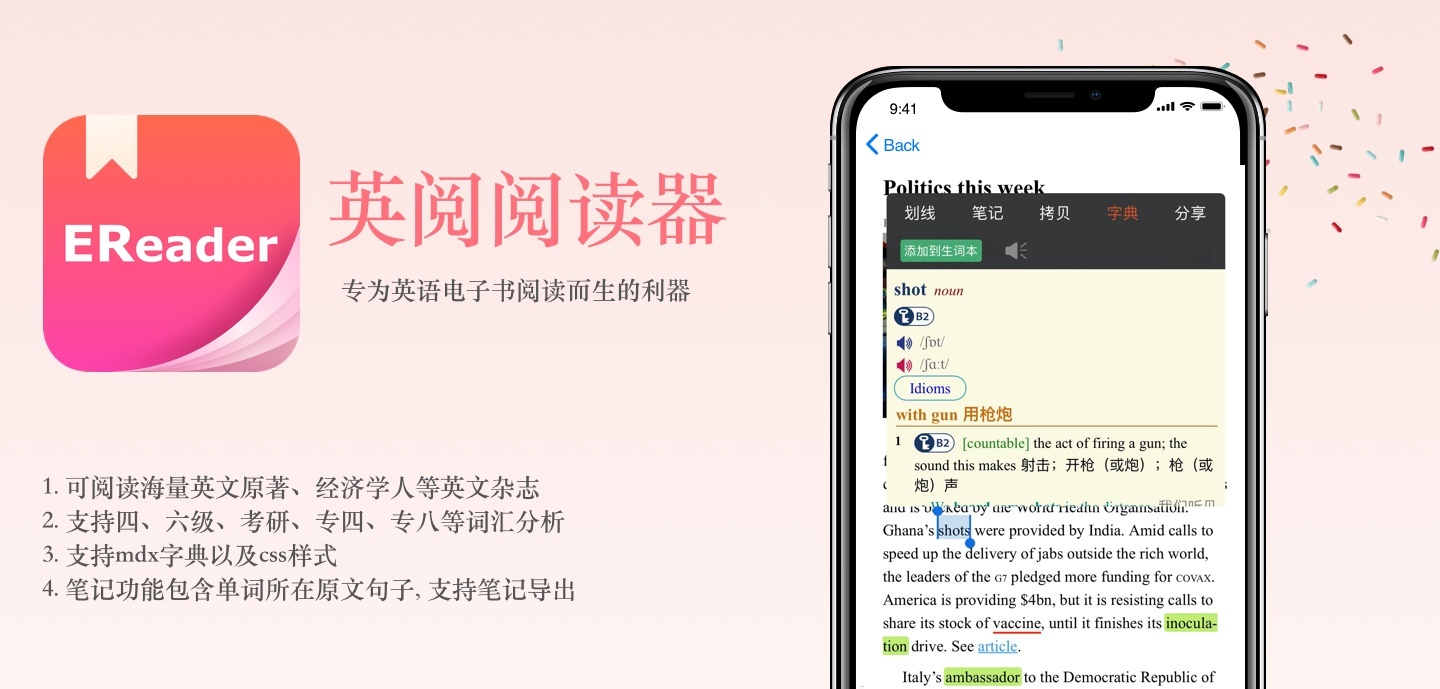 EReader
英阅阅读器
专为英语电子书阅读而生的利器
1. 可阅读海量英文原著、经济学人等英文杂志
2. 支持四、六级、考研、专四、专八等词汇分析
3. 支持mdx字典以及css样式
4. 笔记功能包含单词所在原文句子, 支持笔记导出
9:41
Back
Politics this week
划线 笔记 拷贝 字典 分享
添加到生词本
shot noun
B2
/ʃɒt/
/ʃɑːt/
Idioms
with gun 用枪炮
1 B2 [countable] the act of firing a gun; the
sound this makes 射击；开枪（或炮）；枪（或
炮）声
and is backed by the World Health Organisation.
Ghana's shots were provided by India. Amid calls to
speed up the delivery of jabs outside the rich world,
the leaders of the G7 pledged more funding for COVAX.
America is providing $4bn, but it is resisting calls to
share its stock of vaccine, until it finishes its inocula-
tion drive. See article.
Italy's ambassador to the Democratic Republic of